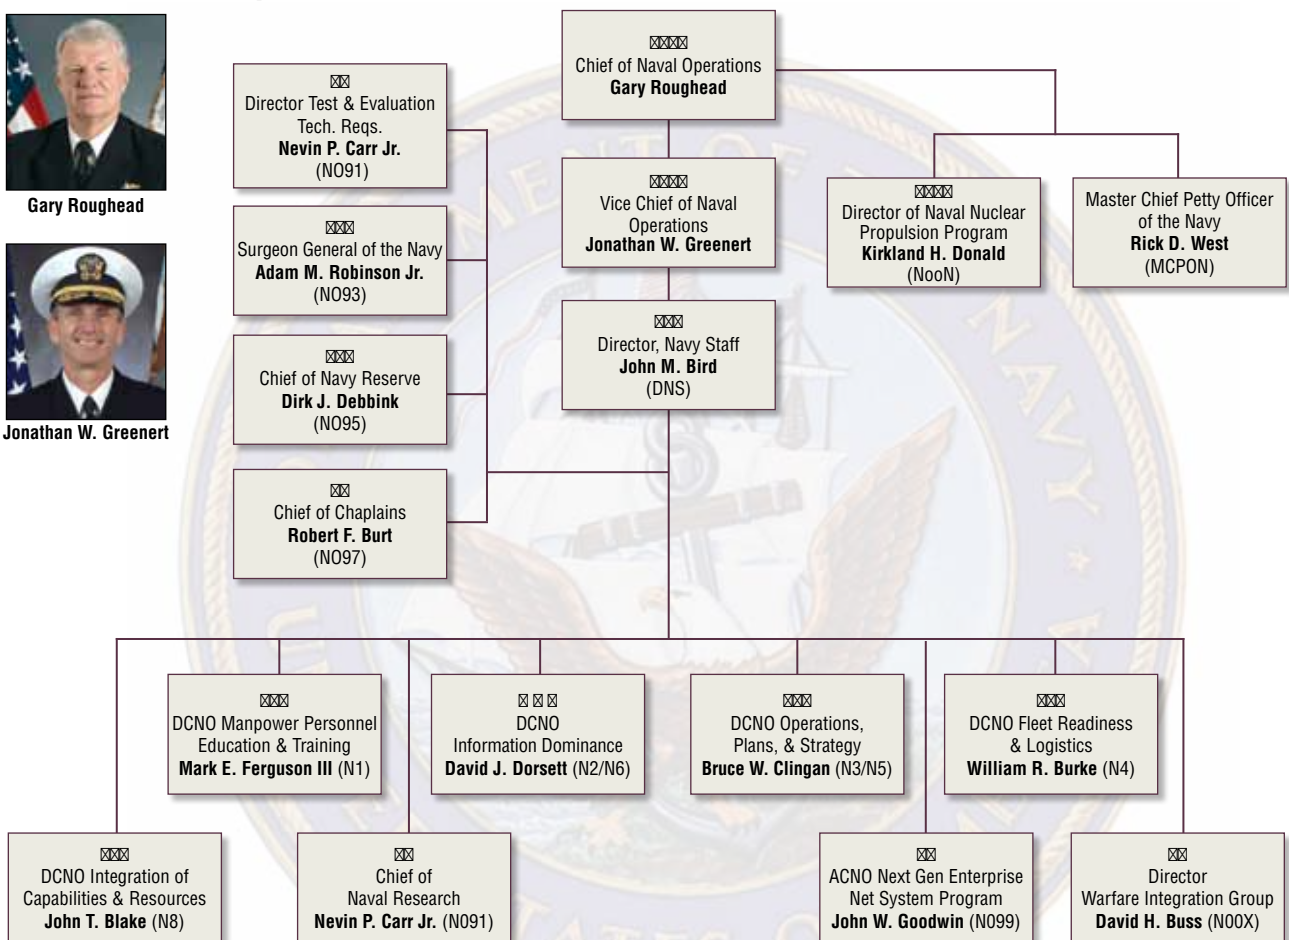 Gary Roughead
Jonathan W. Greenert
Chief of Naval Operations
Gary Roughead
Director Test & Evaluation
Tech. Reqs.
Nevin P. Carr Jr.
(NO91)
Vice Chief of Naval
Operations
Jonathan W. Greenert
Director of Naval Nuclear
Propulsion Program
Kirkland H. Donald
(NooN)
Master Chief Petty Officer
of the Navy
Rick D. West
(MCPON)
Surgeon General of the Navy
Adam M. Robinson Jr.
(NO93)
Director, Navy Staff
John M. Bird
(DNS)
Chief of Navy Reserve
Dirk J. Debbink
(NO95)
Chief of Chaplains
Robert F. Burt
(NO97)
DCNO Manpower Personnel
Education & Training
Mark E. Ferguson III (N1)
DCNO
Information Dominance
David J. Dorsett (N2/N6)
DCNO Operations,
Plans, & Strategy
Bruce W. Clingan (N3/N5)
DCNO Fleet Readiness
& Logistics
William R. Burke (N4)
DCNO Integration of
Capabilities & Resources
John T. Blake (N8)
Chief of
Naval Research
Nevin P. Carr Jr. (N091)
ACNO Next Gen Enterprise
Net System Program
John W. Goodwin (N099)
Director
Warfare Integration Group
David H. Buss (N00X)